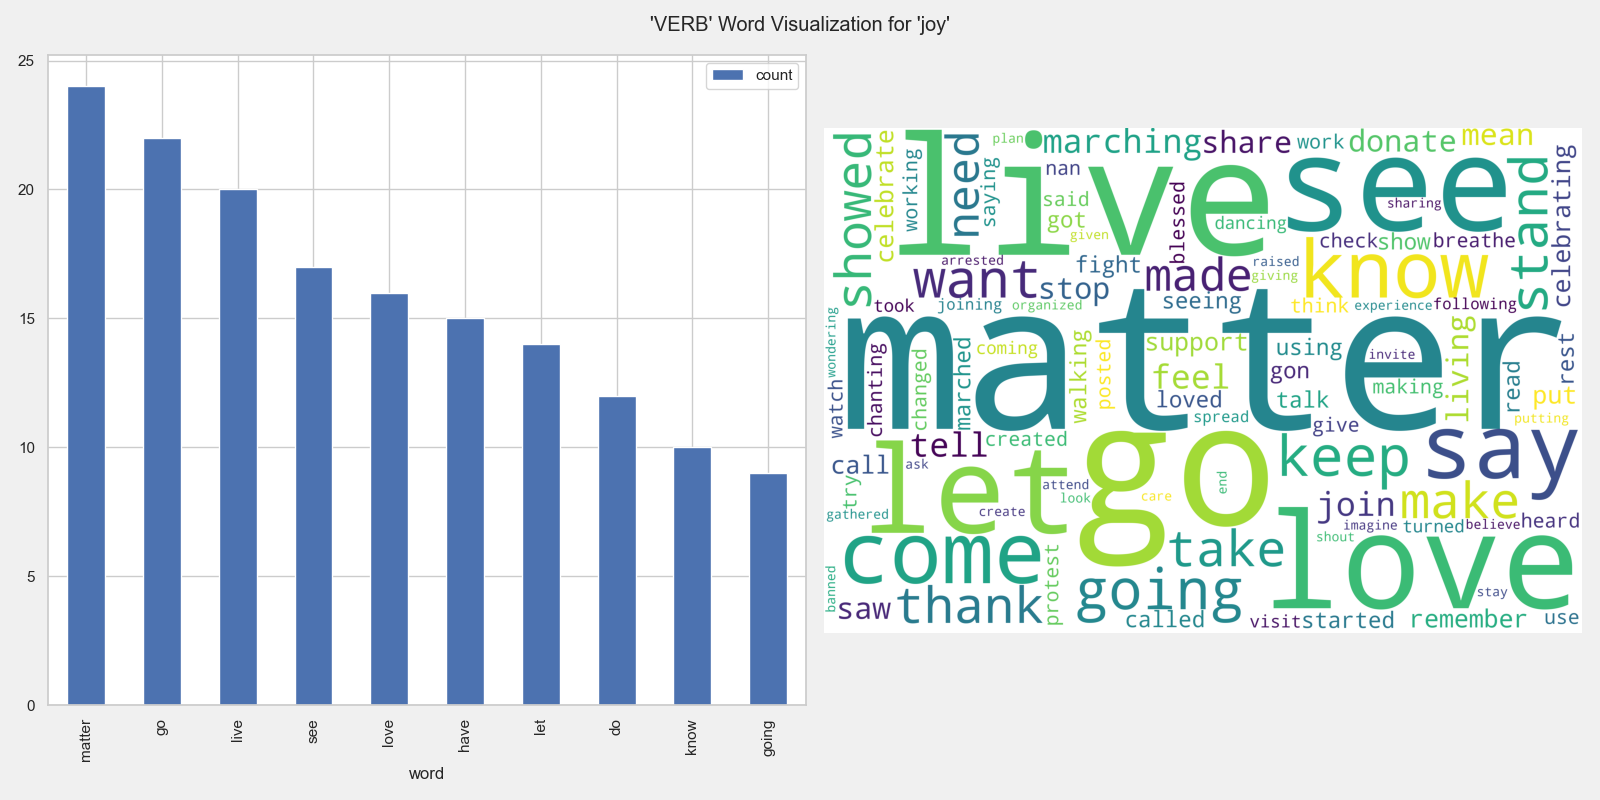 'VERB' Word Visualization for 'joy'
25
20
15
10
5
0
count
matter
go
live
see
love
have
let
do
know
going
word
showed
celebrate
working
live
need
saying
plan
marching
share
work
donate
mean
nan
said
got
given
blessed
dancing
see
sharing
stand
celebrating
check
show
breathe
arrested
want
stop
fight
made
raised
giving
know
took
joining
organized
seeing
think
experience
following
wondering
matter
watch
chanting
changed
marched
coming
walking
posted
support
feel
loved
spread
using
gon
talk
invite
making
living
read
rest
put
putting
give
tell
created
call
ask
try
let
attend
look
create
gathered
go
care
end
keep
say
join
make
imagine
turned
believe
heard
shout
come
take
love
banned
saw
thank
protest
going
called
stay
visit
started
remember
use